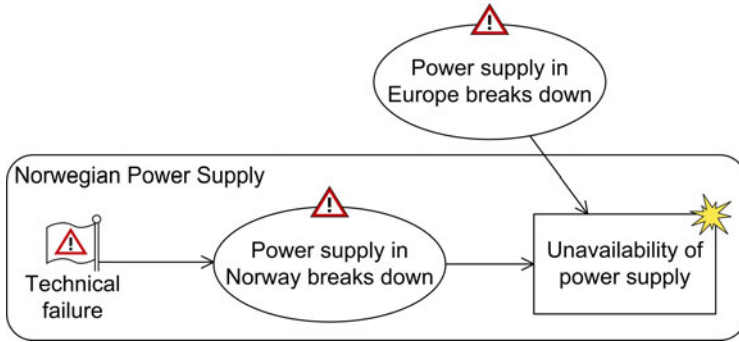 Power supply in
Europe breaks down
Norwegian Power Supply
Technical
failure
Power supply in
Norway breaks down
Unavailability of
power supply